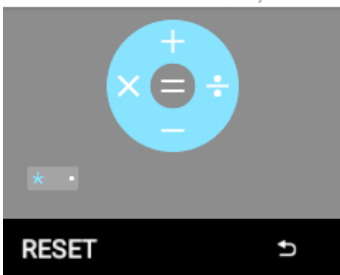 +
× = ÷
−
* ·
RESET